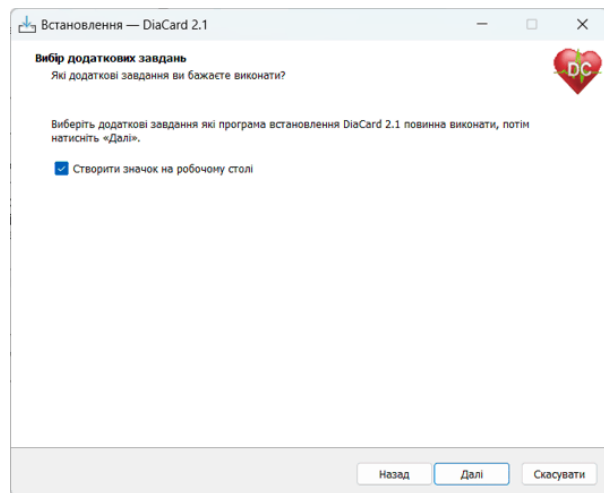 Встановлення — DiaCard 2.1
Вибір додаткових завдань
Які додаткові завдання ви бажаєте виконати?
DC
Виберіть додаткові завдання які програма встановлення DiaCard 2.1 повинна виконати, потім
натисніть «Далі».
Створити значок на робочому столі
Назад
Далі
Скасувати